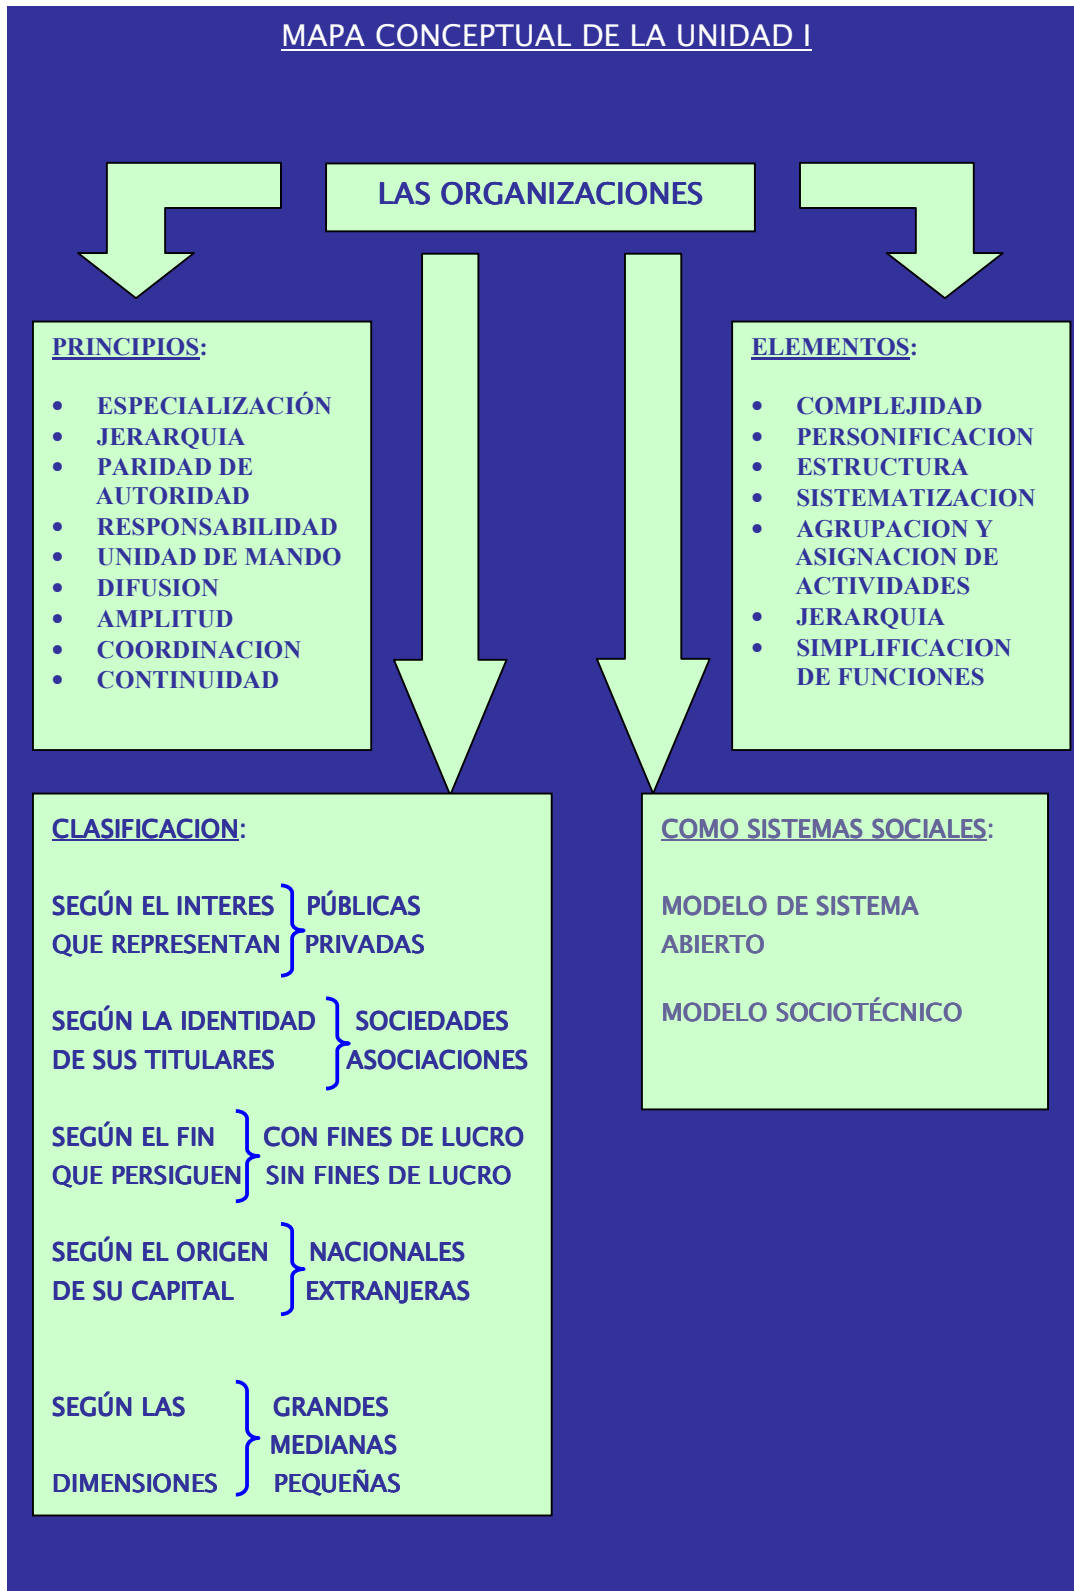 MAPA CONCEPTUAL DE LA UNIDAD I
LAS ORGANIZACIONES
PRINCIPIOS:
• ESPECIALIZACIÓN
• JERARQUIA
• PARIDAD DE
AUTORIDAD
• RESPONSABILIDAD
• UNIDAD DE MANDO
• DIFUSION
• AMPLITUD
• COORDINACION
• CONTINUIDAD
ELEMENTOS:
• COMPLEJIDAD
• PERSONIFICACION
• ESTRUCTURA
• SISTEMATIZACION
• AGRUPACION Y
ASIGNACION DE
ACTIVIDADES
• JERARQUIA
• SIMPLIFICACION
DE FUNCIONES
CLASIFICACION:
SEGÚN EL INTERES PÚBLICAS
QUE REPRESENTAN PRIVADAS
SEGÚN LA IDENTIDAD SOCIEDADES
DE SUS TITULARES ASOCIACIONES
SEGÚN EL FIN CON FINES DE LUCRO
QUE PERSIGUEN SIN FINES DE LUCRO
SEGÚN EL ORIGEN NACIONALES
DE SU CAPITAL EXTRANJERAS
SEGÚN LAS GRANDES
MEDIANAS
DIMENSIONES PEQUEÑAS
COMO SISTEMAS SOCIALES:
MODELO DE SISTEMA
ABIERTO
MODELO SOCIOTÉCNICO